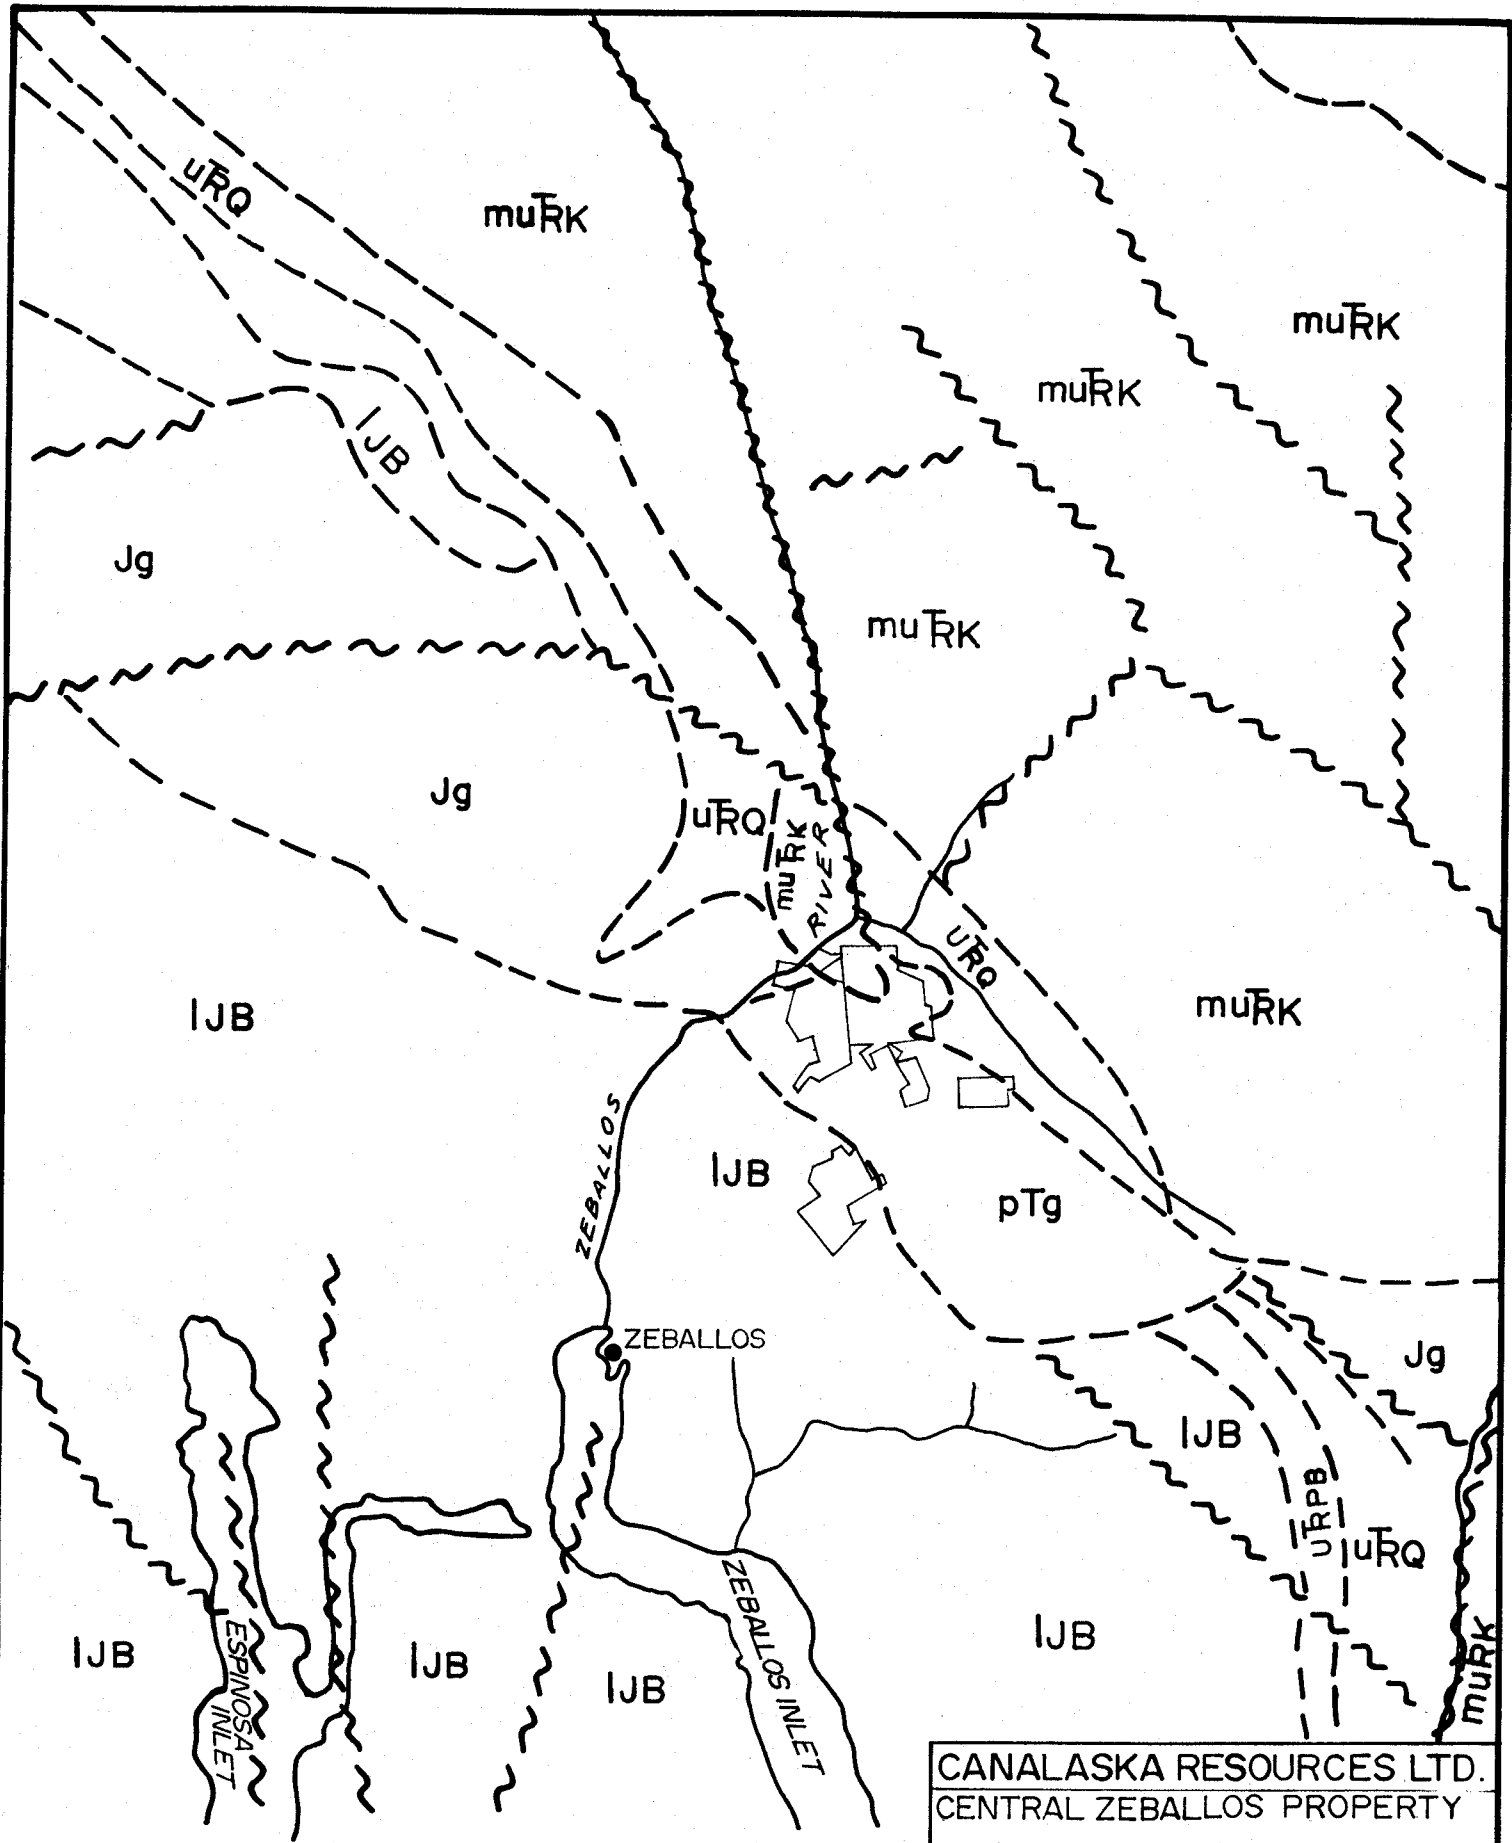 uTRQ
muTRK
muTRK
muTRK
lJB
Jg
muTRK
Jg
uTRQ
muTRK
RIVER
uTRQ
lJB
muTRK
ZEBALLOS
lJB
pTg
ZEBALLOS
Jg
lJB
uTRPB
uTRQ
lJB
ESPINOSA
INLET
lJB
lJB
ZEBALLOS INLET
lJB
muRK
CANALASKA RESOURCES LTD.
CENTRAL ZEBALLOS PROPERTY